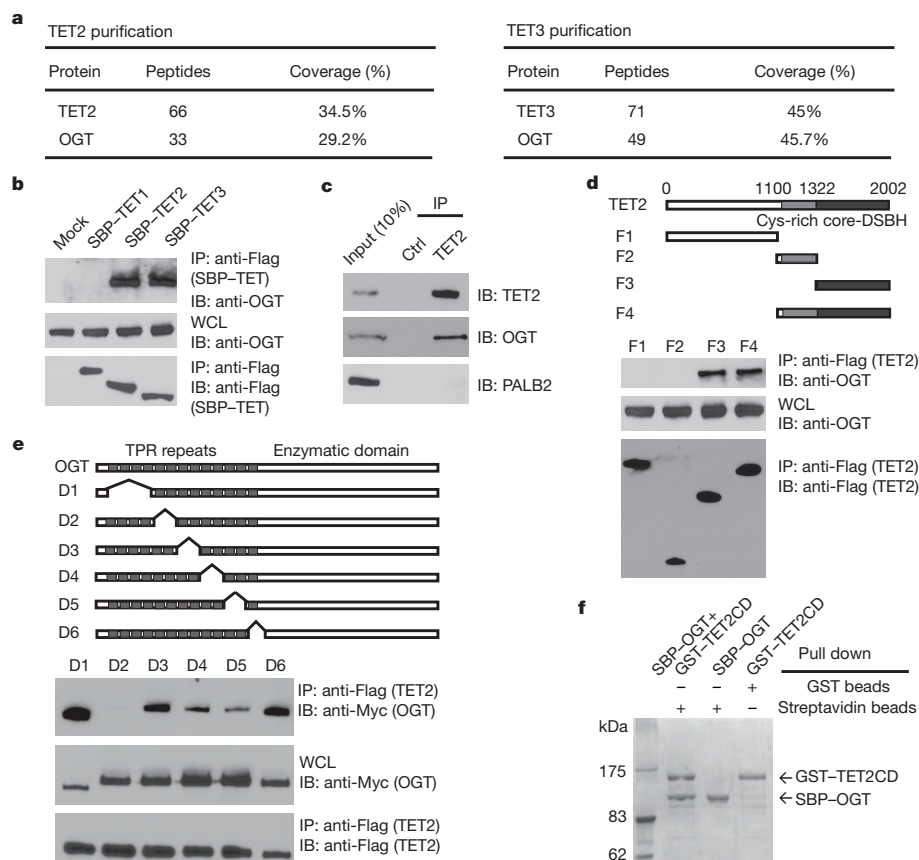 a
TET2 purification
Protein Peptides Coverage (%)
TET2 66 34.5%
OGT 33 29.2%
TET3 purification
Protein Peptides Coverage (%)
TET3 71 45%
OGT 49 45.7%
b
Mock
SBP–TET1
SBP–TET2
SBP–TET3
IP: anti-Flag
(SBP–TET)
IB: anti-OGT
WCL
IB: anti-OGT
IP: anti-Flag
IB: anti-Flag
(SBP–TET)
c
IP
Input (10%)
Ctrl
TET2
IB: TET2
IB: OGT
IB: PALB2
d
0 1100 1322 2002
TET2
Cys-rich core-DSBH
F1
F2
F3
F4
F1 F2 F3 F4
IP: anti-Flag (TET2)
IB: anti-OGT
WCL
IB: anti-OGT
IP: anti-Flag (TET2)
IB: anti-Flag (TET2)
e
TPR repeats Enzymatic domain
OGT
D1
D2
D3
D4
D5
D6
D1 D2 D3 D4 D5 D6
IP: anti-Flag (TET2)
IB: anti-Myc (OGT)
WCL
IB: anti-Myc (OGT)
IP: anti-Flag (TET2)
IB: anti-Flag (TET2)
f
SBP–OGT+
GST–TET2CD
SBP–OGT
GST–TET2CD
Pull down
– – + GST beads
+ + – Streptavidin beads
kDa
175
83
62
←GST–TET2CD
←SBP–OGT